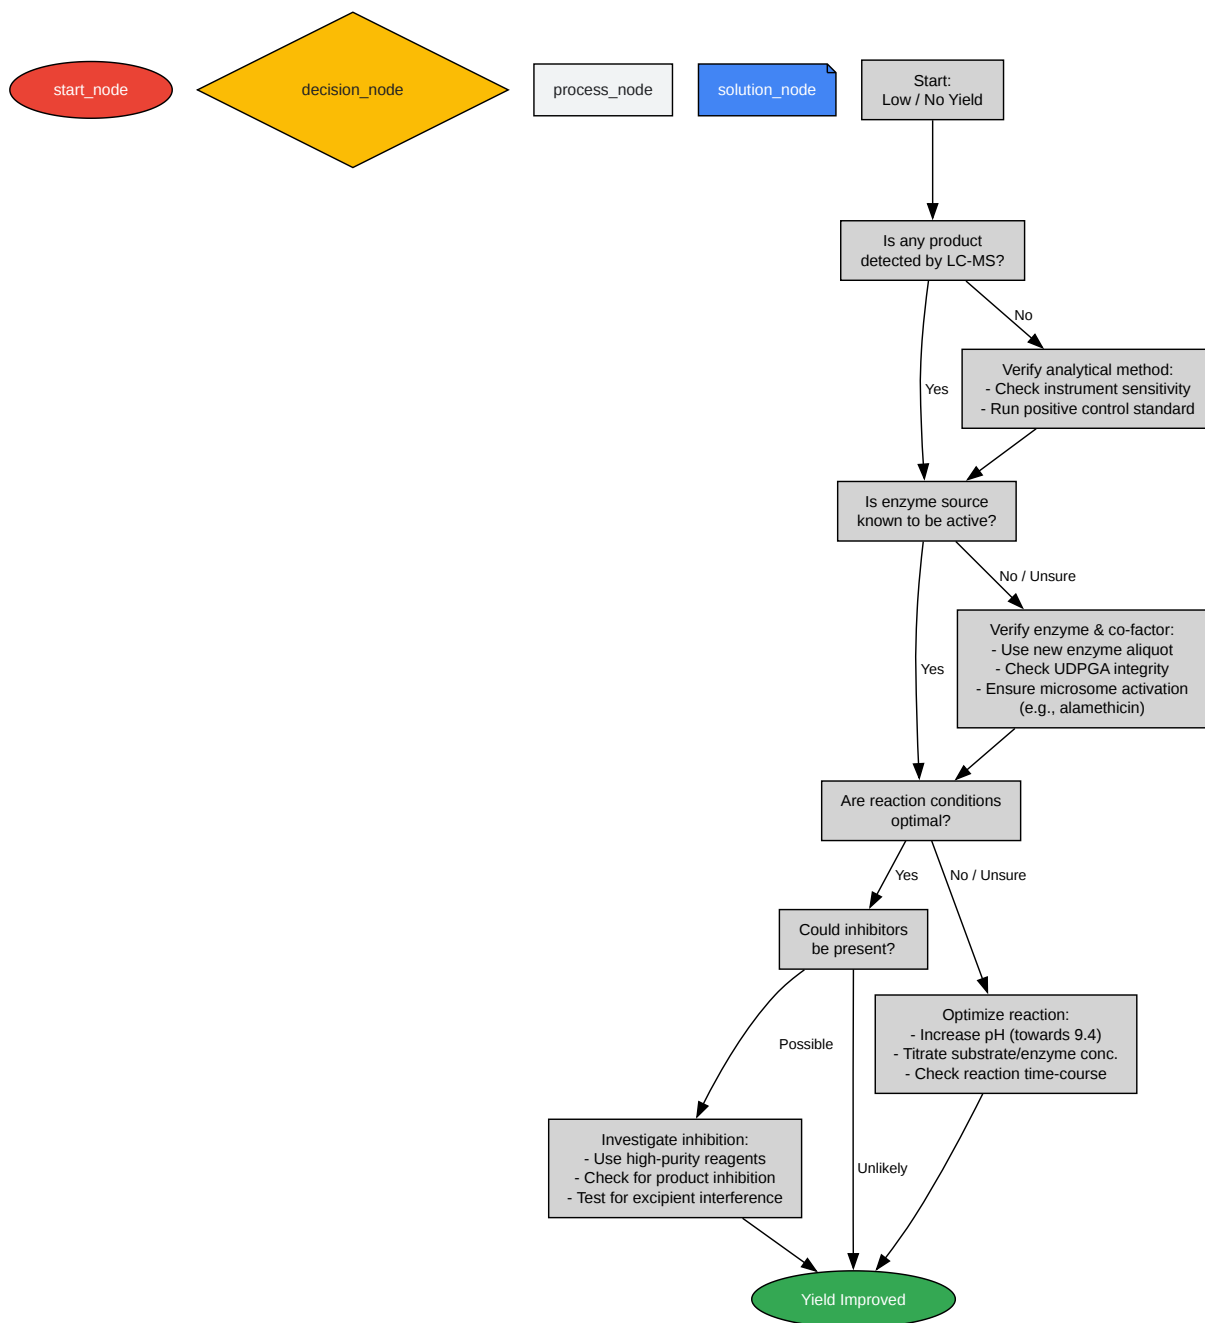 start_node
decision_node
process_node
solution_node
Start:
Low / No Yield
Is any product
detected by LC-MS?
No
Verify analytical method:
- Check instrument sensitivity
- Run positive control standard
Yes
Is enzyme source
known to be active?
No / Unsure
Verify enzyme & co-factor:
- Use new enzyme aliquot
- Check UDPGA integrity
- Ensure microsome activation
(e.g., alamethicin)
Yes
Are reaction conditions
optimal?
Yes
No / Unsure
Could inhibitors
be present?
Optimize reaction:
- Increase pH (towards 9.4)
- Titrate substrate/enzyme conc.
- Check reaction time-course
Possible
Investigate inhibition:
- Use high-purity reagents
- Check for product inhibition
- Test for excipient interference
Unlikely
Yield Improved